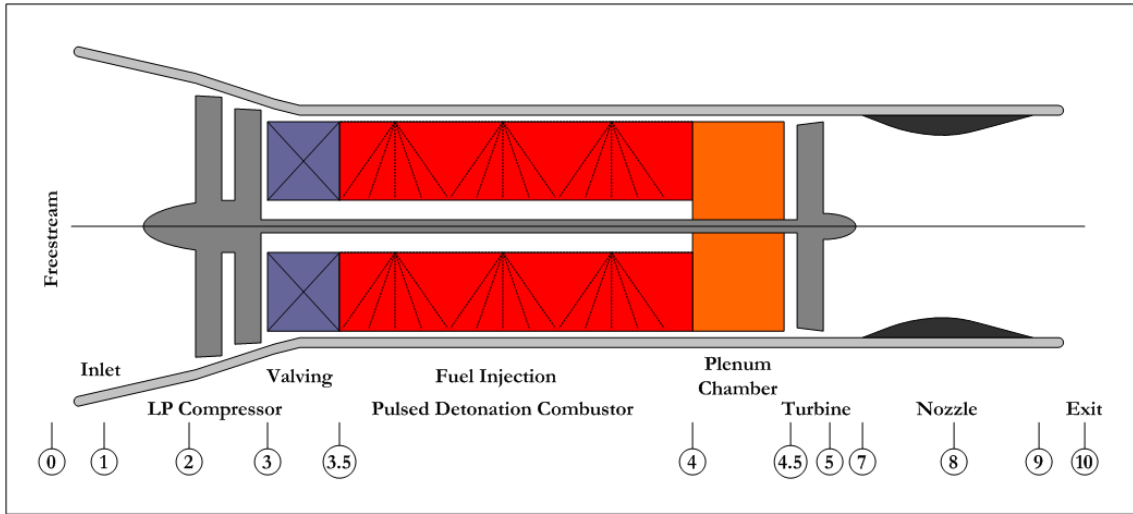 Freestream
Inlet
Valving
Fuel Injection
Plenum
Chamber
LP Compressor
Pulsed Detonation Combustor
Turbine
Nozzle
Exit
0
1
2
3
3.5
4
4.5
5
7
8
9
10